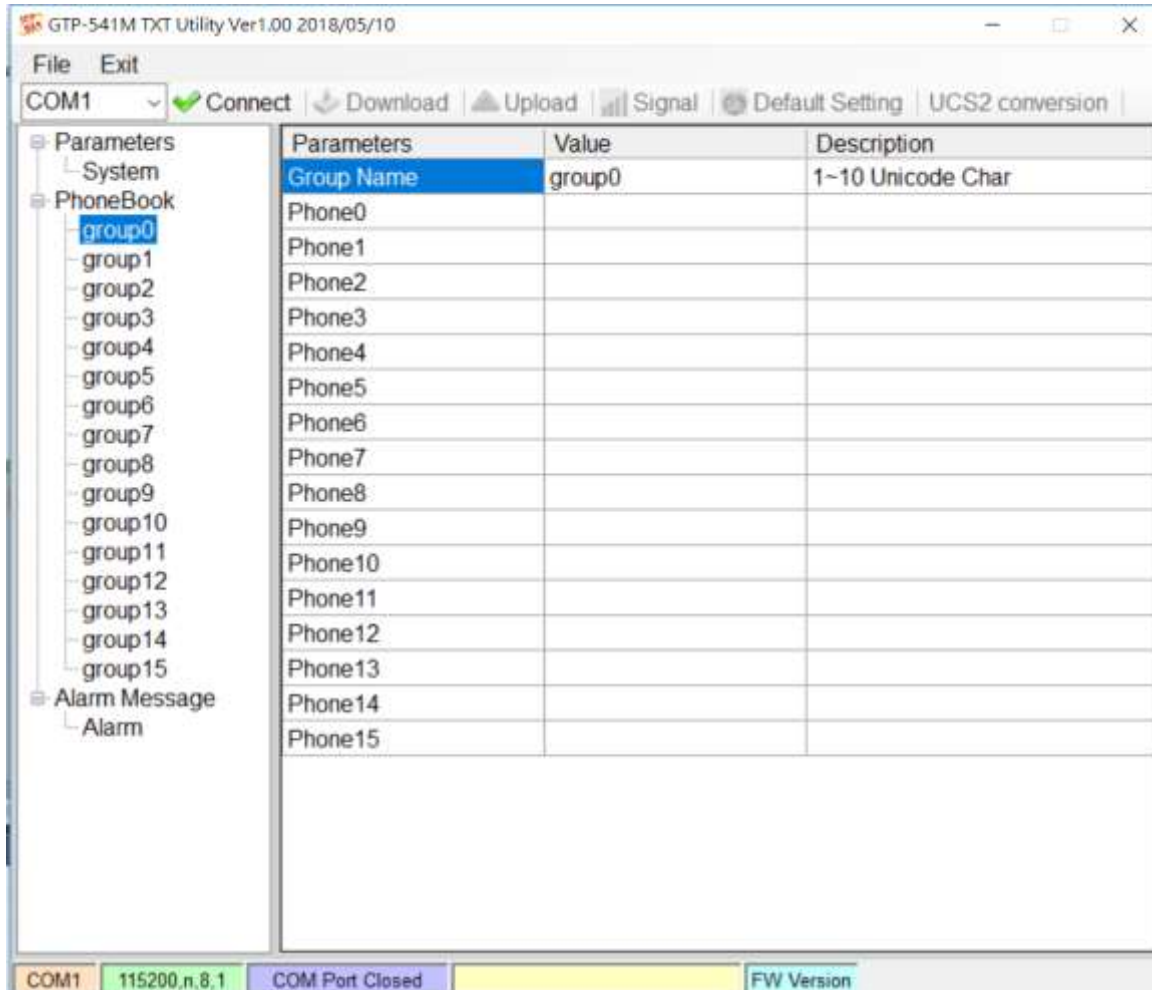 GTP-541M TXT Utility Ver1.00 2018/05/10
File Exit
COM1 Connect Download Upload Signal Default Setting UCS2 conversion
Parameters
System
PhoneBook
group0
group1
group2
group3
group4
group5
group6
group7
group8
group9
group10
group11
group12
group13
group14
group15
Alarm Message
Alarm
Parameters Value Description
Group Name group0 1~10 Unicode Char
Phone0
Phone1
Phone2
Phone3
Phone4
Phone5
Phone6
Phone7
Phone8
Phone9
Phone10
Phone11
Phone12
Phone13
Phone14
Phone15
COM1 115200,n,8,1 COM Port Closed FW Version